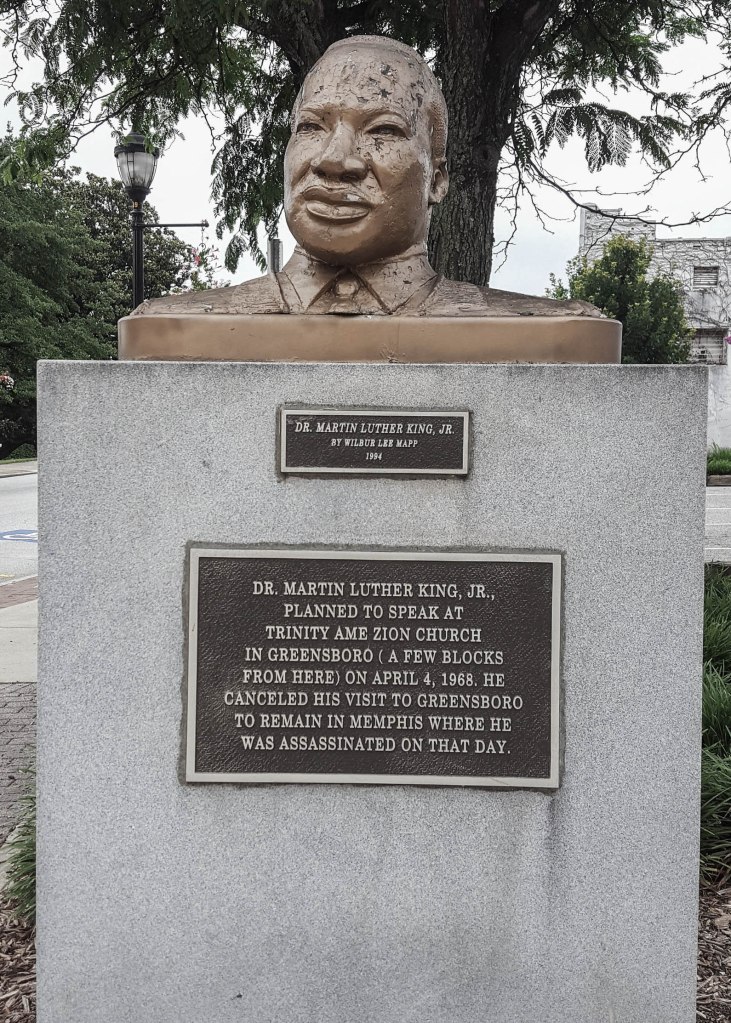 DR. MARTIN LUTHER KING, JR.
BY WILBUR LEE MAPP
1994
DR. MARTIN LUTHER KING, JR.,
PLANNED TO SPEAK AT
TRINITY AME ZION CHURCH
IN GREENSBORO ( A FEW BLOCKS
FROM HERE) ON APRIL 4, 1968. HE
CANCELED HIS VISIT TO GREENSBORO
TO REMAIN IN MEMPHIS WHERE HE
WAS ASSASSINATED ON THAT DAY.